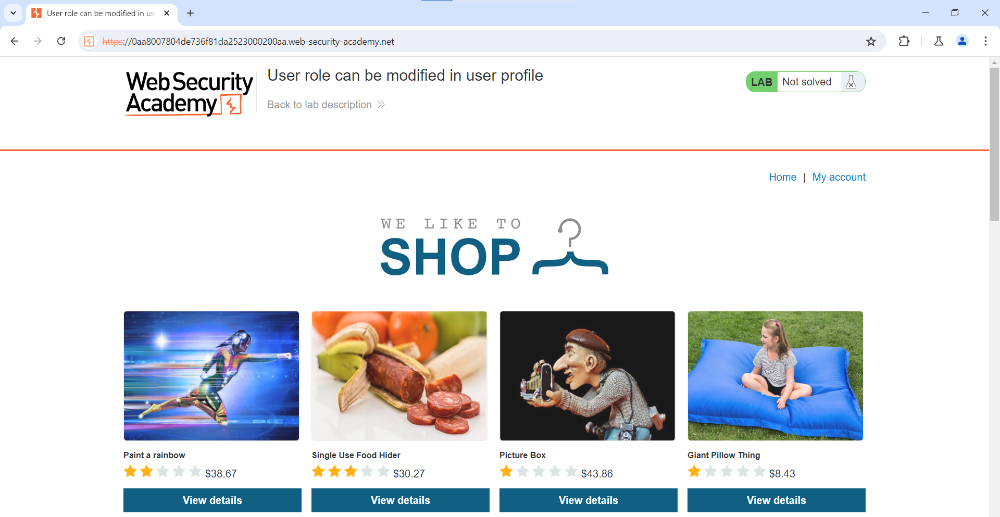 User role can be modified in us
https://0aa8007804de736f81da2523000200aa.web-security-academy.net
Web Security
Academy
User role can be modified in user profile
Back to lab description
LAB Not solved
Home | My account
WE LIKE TO
SHOP
Paint a rainbow
$38.67
View details
Single Use Food Hider
$30.27
View details
Picture Box
$43.86
View details
Giant Pillow Thing
$8.43
View details